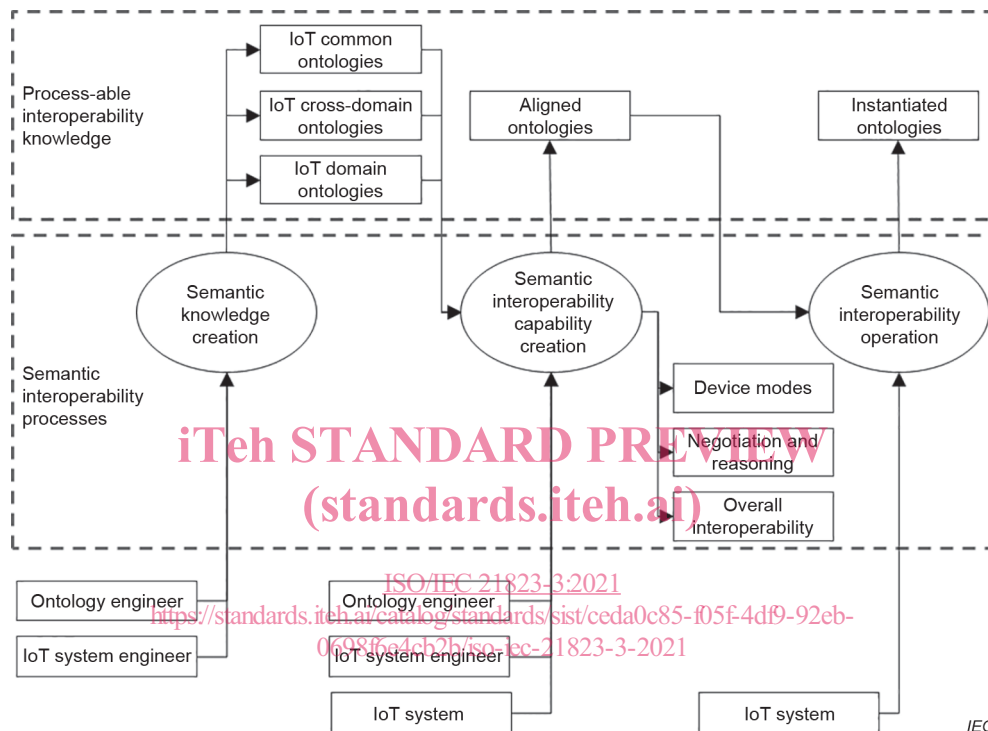 IoT common
ontologies
Process-able
interoperability
knowledge
IoT cross-domain
ontologies
IoT domain
ontologies
Aligned
ontologies
Instantiated
ontologies
Semantic
knowledge
creation
Semantic
interoperability
capability
creation
Semantic
interoperability
operation
Semantic
interoperability
processes
Device modes
Negotiation and
reasoning
Overall
interoperability
iTeh STANDARD PREVIEW
(standards.iteh.ai)
ISO/IEC 21823-3:2021
https://standards.iteh.ai/catalog/standards/sist/ceda0c85-f05f-4df9-92eb-
0698f6e4cb2b/iso-iec-21823-3-2021
Ontology engineer
IoT system engineer
Ontology engineer
IoT system engineer
IoT system
IoT system
IEC